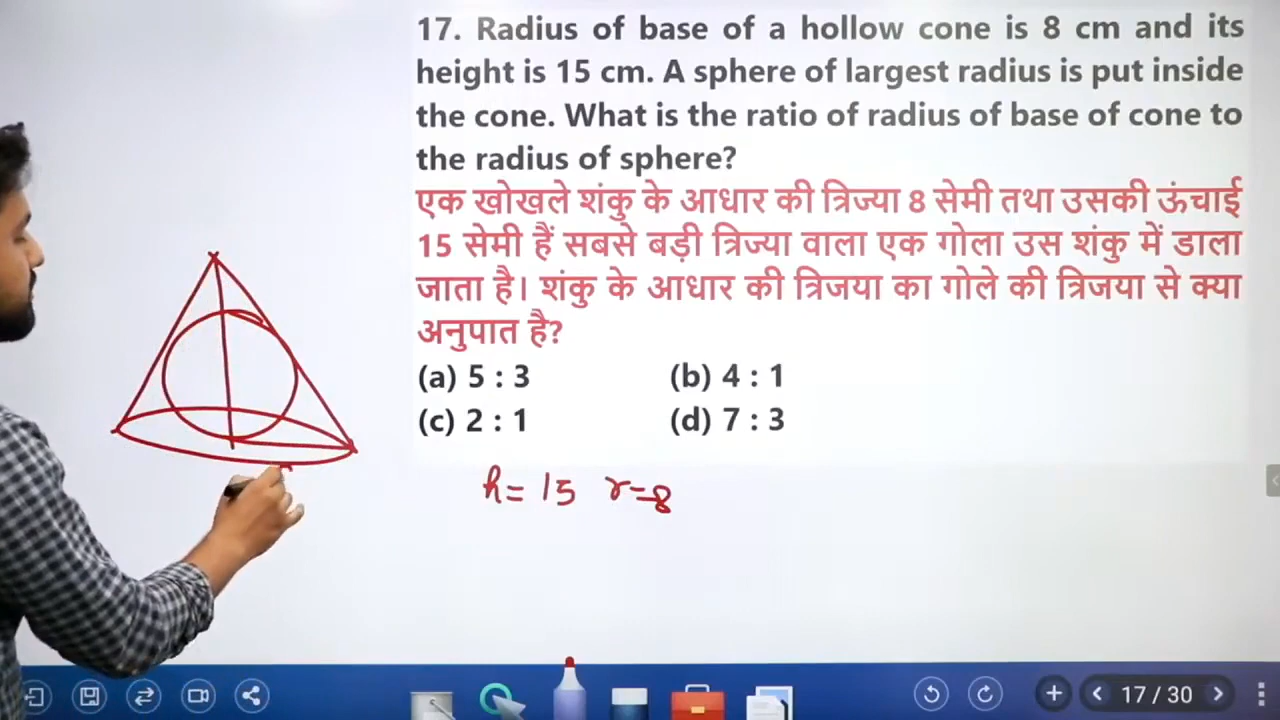 17. Radius of base of a hollow cone is 8 cm and its
height is 15 cm. A sphere of largest radius is put inside
the cone. What is the ratio of radius of base of cone to
the radius of sphere?
एक खोखले शंकु के आधार की त्रिज्या 8 सेमी तथा उसकी ऊंचाई
15 सेमी हैं सबसे बड़ी त्रिज्या वाला एक गोला उस शंकु में डाला
जाता है। शंकु के आधार की त्रिजया का गोले की त्रिजया से क्या
अनुपात है?
(a) 5 : 3 (b) 4 : 1
(c) 2 : 1 (d) 7 : 3
h = 15 r = 8
17 / 30